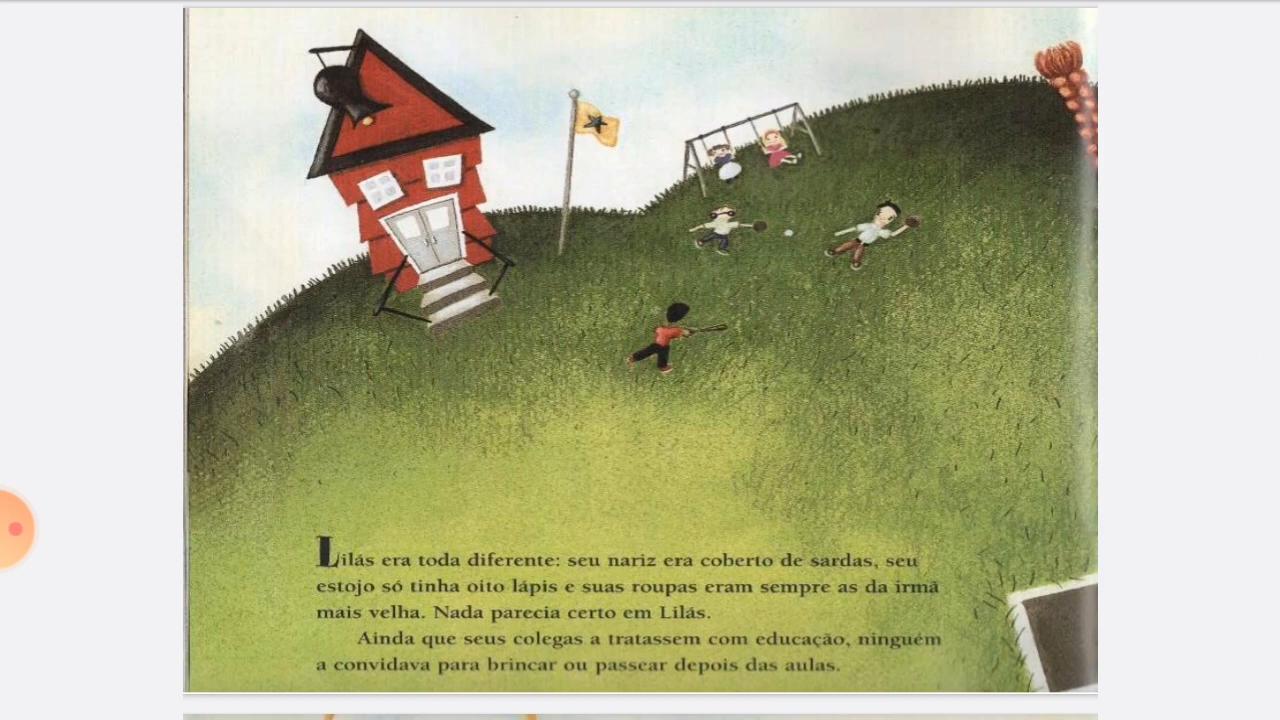 Lilás era toda diferente: seu nariz era coberto de sardas, seu
estojo só tinha oito lápis e suas roupas eram sempre as da irmã
mais velha. Nada parecia certo em Lilás.
Ainda que seus colegas a tratassem com educação, ninguém
a convidava para brincar ou passear depois das aulas.